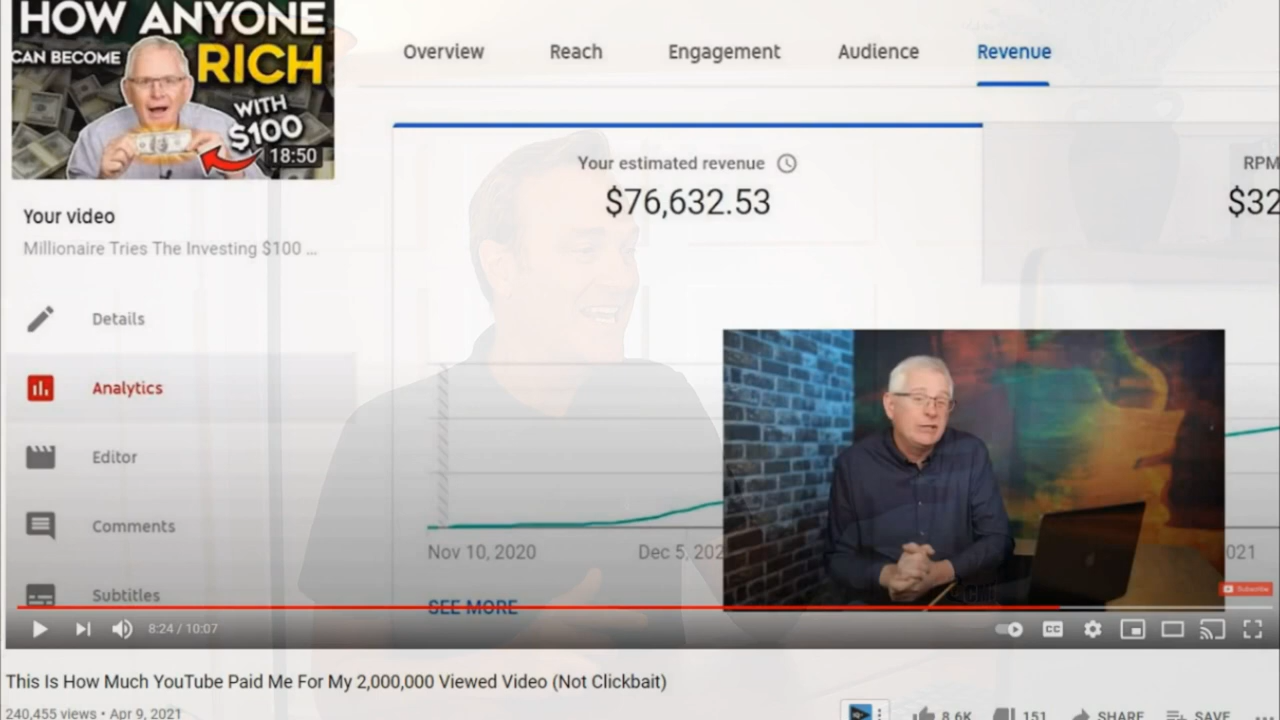 HOW ANYONE
CAN BECOME RICH
WITH
$100
18:50
Overview Reach Engagement Audience Revenue
Your estimated revenue
RPM
$76,632.53
$32
Your video
Millionaire Tries The Investing $100 ...
Details
Analytics
Editor
Comments
Subtitles
Nov 10, 2020
Dec 5, 202
021
SEE MORE
Subscribe
8:24 / 10:07
CC
This Is How Much YouTube Paid Me For My 2,000,000 Viewed Video (Not Clickbait)
240,455 views • Apr 9, 2021
8.6K 151 SHARE SAVE